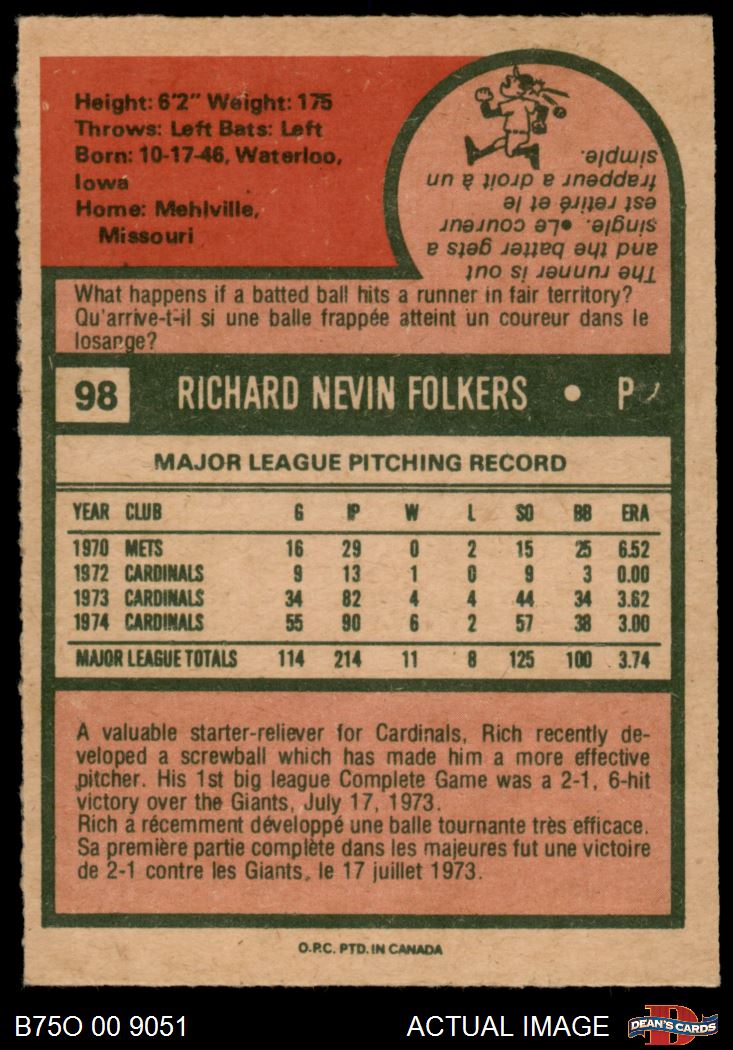 Height: 6'2" Weight: 175
Throws: Left Bats: Left
Born: 10-17-46, Waterloo,
Iowa
Home: Mehlville,
Missouri
The runner is out
and the batter gets a
single. •Le coureur
est retiré et le
frappeur a droit à un
simple.
What happens if a batted ball hits a runner in fair territory?
Qu'arrive-t-il si une balle frappée atteint un coureur dans le
losange?
98 RICHARD NEVIN FOLKERS • P
MAJOR LEAGUE PITCHING RECORD
YEAR CLUB G IP W L SO BB ERA
1970 METS 16 29 0 2 15 25 6.52
1972 CARDINALS 9 13 1 0 9 3 0.00
1973 CARDINALS 34 82 4 4 44 34 3.62
1974 CARDINALS 55 90 6 2 57 38 3.00
MAJOR LEAGUE TOTALS 114 214 11 8 125 100 3.74
A valuable starter-reliever for Cardinals, Rich recently de-
veloped a screwball which has made him a more effective
pitcher. His 1st big league Complete Game was a 2-1, 6-hit
victory over the Giants, July 17, 1973.
Rich a récemment développé une balle tournante très efficace.
Sa première partie complète dans les majeures fut une victoire
de 2-1 contre les Giants, le 17 juillet 1973.
O.P.C. PTD. IN CANADA
B75O 00 9051 ACTUAL IMAGE DEAN'S CARDS